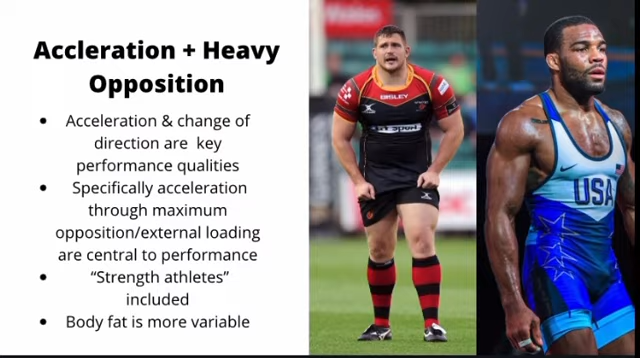 Accleration + Heavy
Opposition
• Acceleration & change of
direction are key
performance qualities
• Specifically acceleration
through maximum
opposition/external loading
are central to performance
• “Strength athletes”
included
• Body fat is more variable
BISLEY
USA